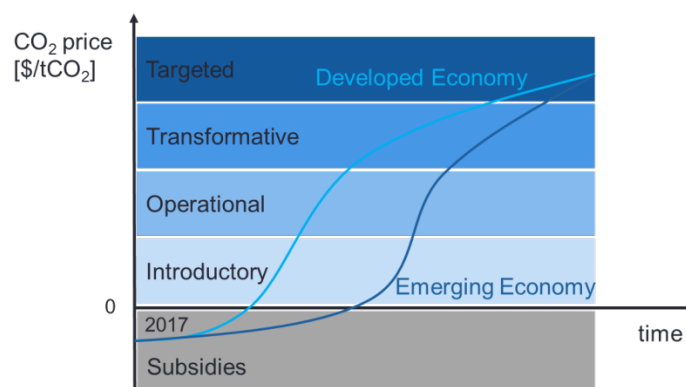 CO₂ price
[$/tCO₂]
Targeted
Developed Economy
Transformative
Operational
Introductory
Emerging Economy
0
2017
time
Subsidies